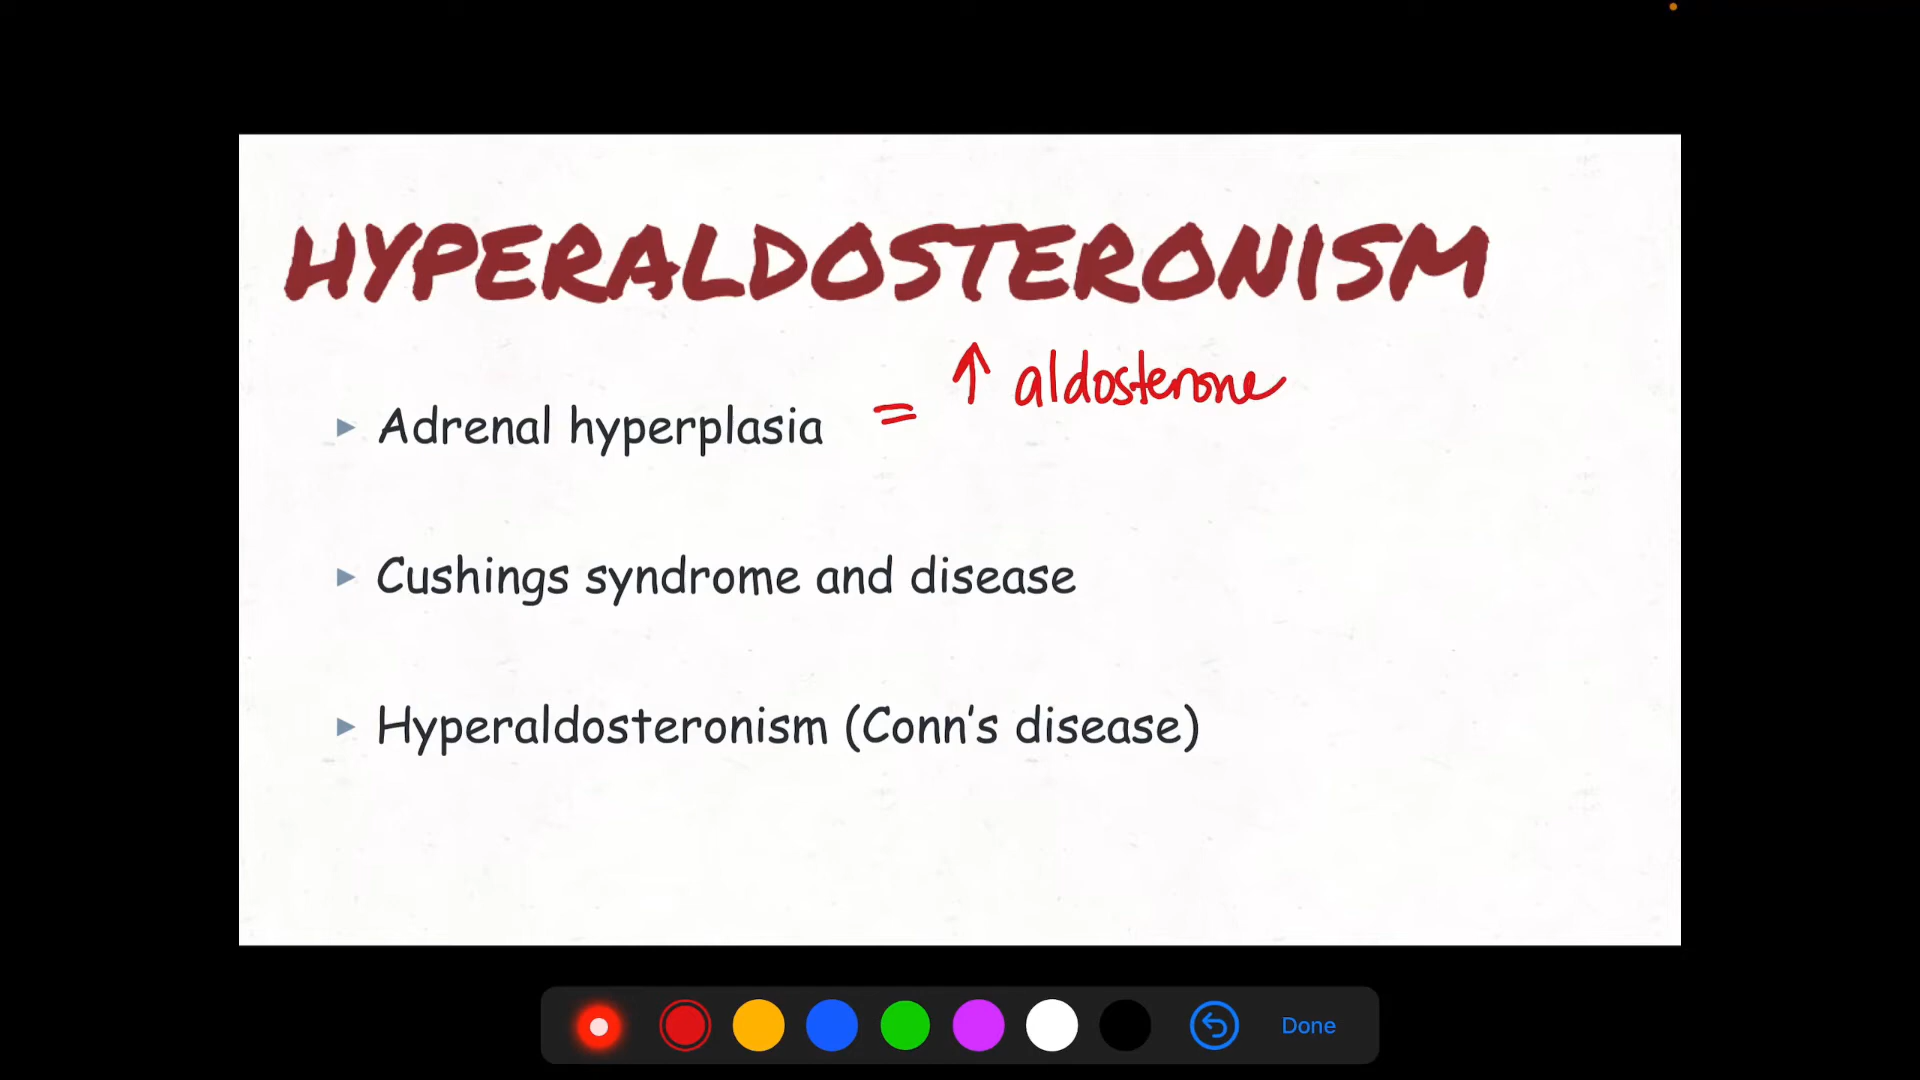 HYPERALDOSTERONISM
↑ aldosterone
Adrenal hyperplasia =
Cushings syndrome and disease
Hyperaldosteronism (Conn's disease)
Done